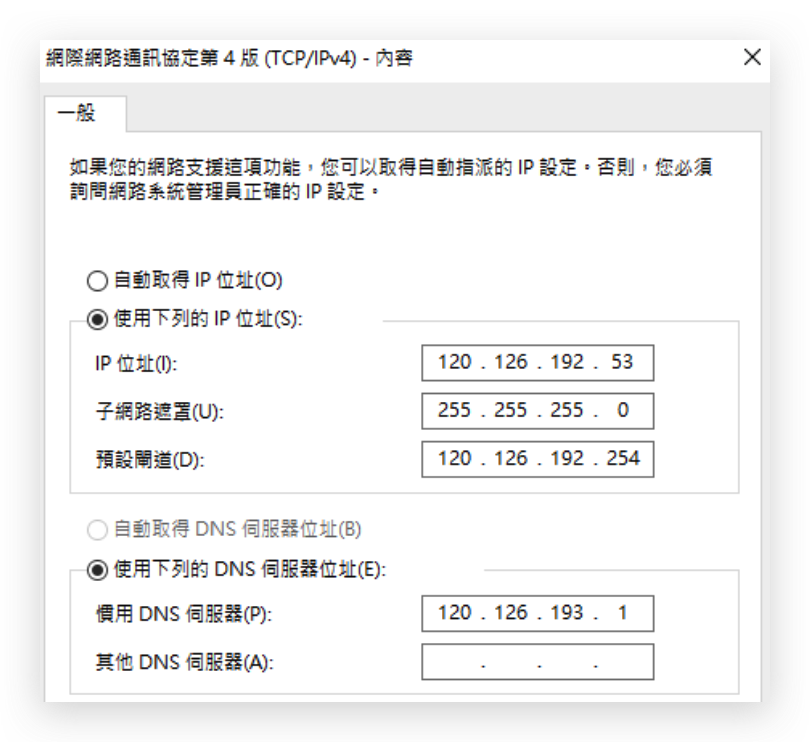 網際網路通訊協定第 4 版 (TCP/IPv4) - 內容
一般
如果您的網路支援這項功能，您可以取得自動指派的 IP 設定。否則，您必須
詢問網路系統管理員正確的 IP 設定。
自動取得 IP 位址(O)
使用下列的 IP 位址(S):
IP 位址(I): 120 . 126 . 192 . 53
子網路遮罩(U): 255 . 255 . 255 . 0
預設閘道(D): 120 . 126 . 192 . 254
自動取得 DNS 伺服器位址(B)
使用下列的 DNS 伺服器位址(E):
慣用 DNS 伺服器(P): 120 . 126 . 193 . 1
其他 DNS 伺服器(A): . . .